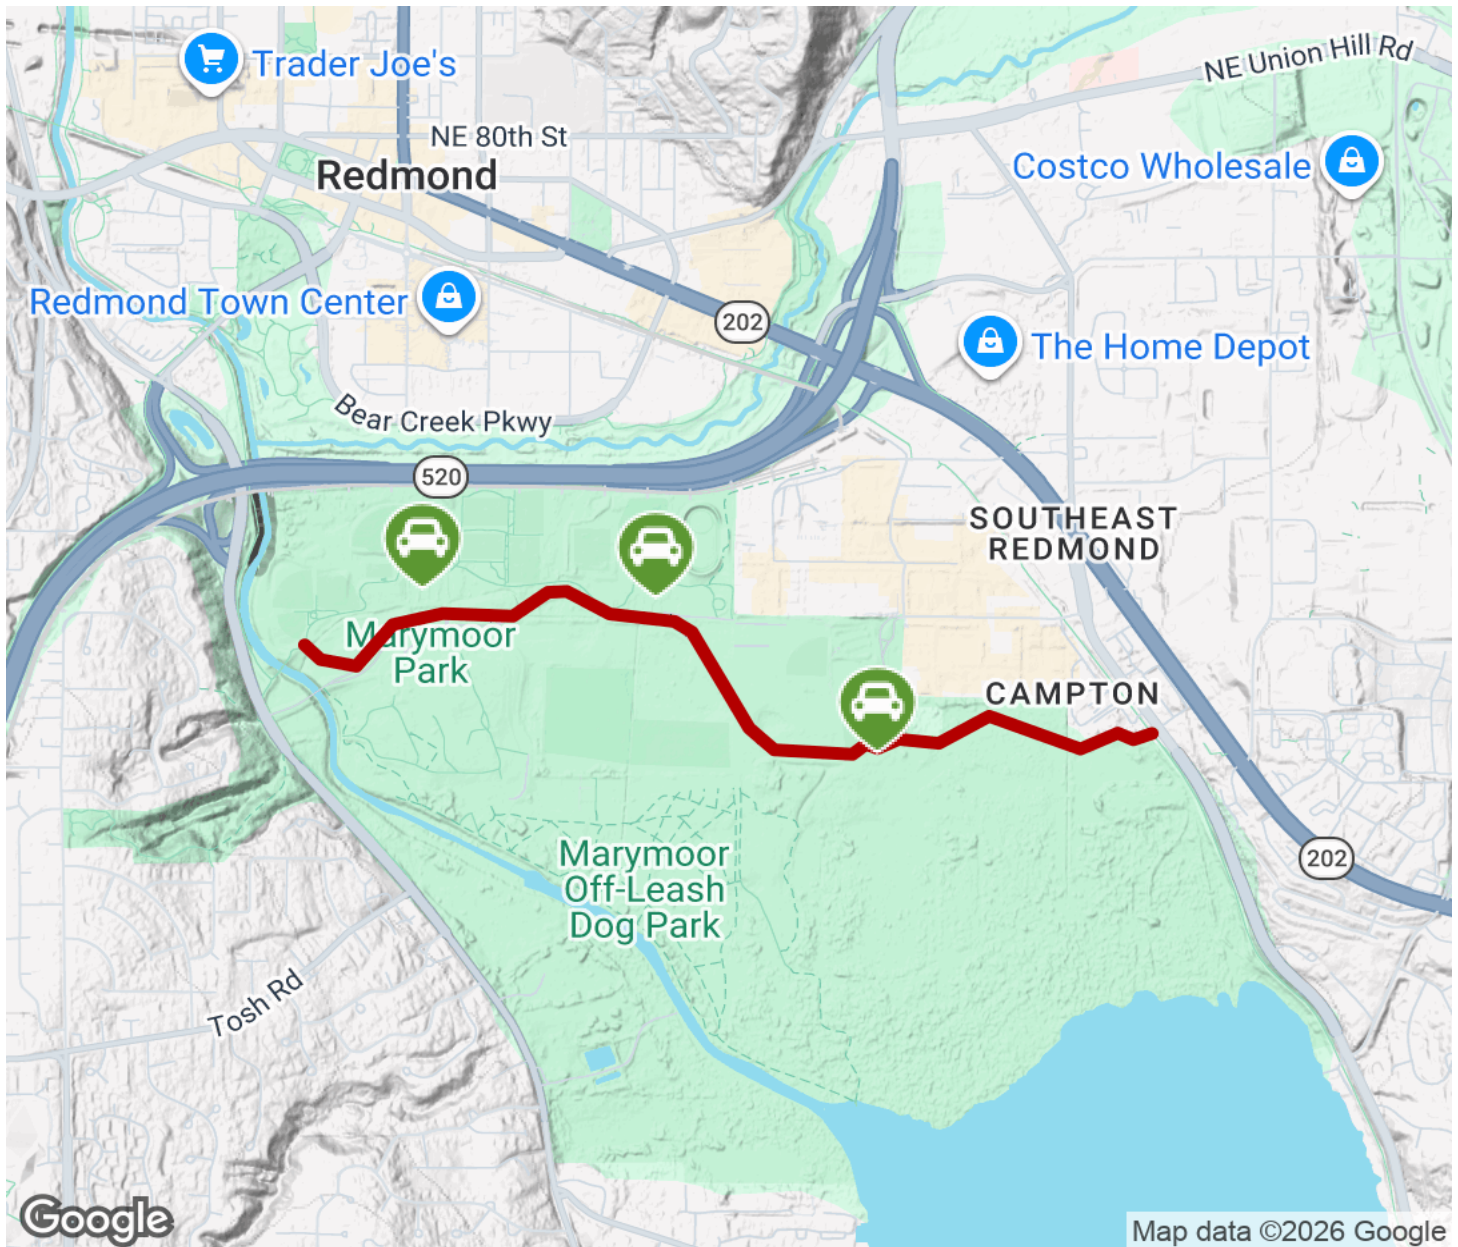 Trader Joe's
NE Union Hill Rd
NE 80th St
Redmond
Costco Wholesale
Redmond Town Center
202
The Home Depot
Bear Creek Pkwy
520
SOUTHEAST
REDMOND
Marymoor
Park
CAMPTON
Marymoor
Off-Leash
Dog Park
202
Tosh Rd
Google
Map data ©2026 Google